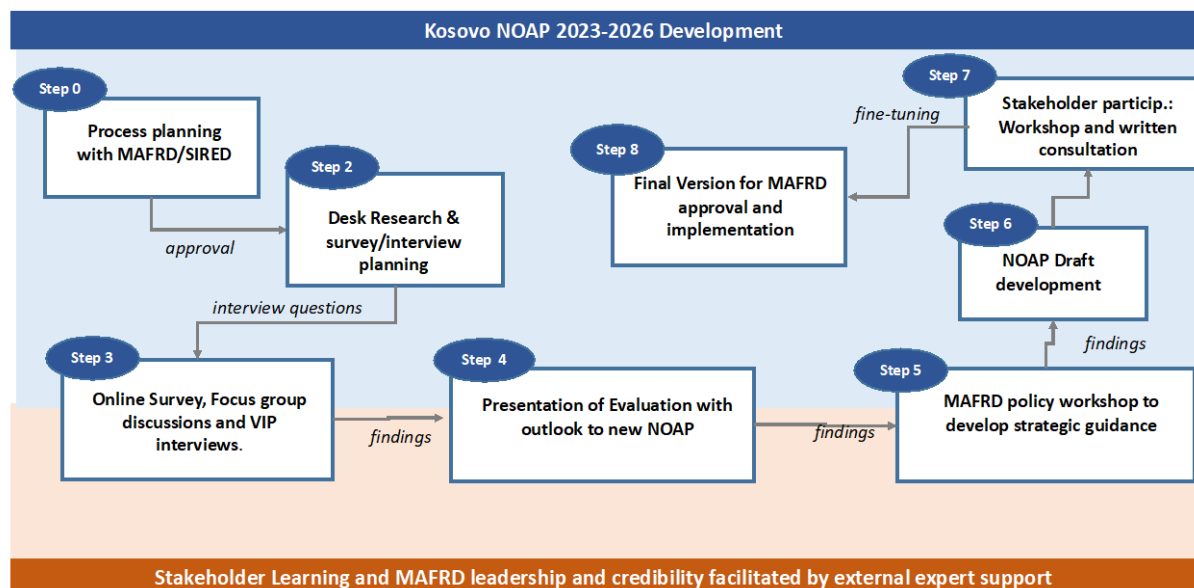 Kosovo NOAP 2023-2026 Development
Step 0
Process planning
with MAFRD/SIRED
approval
Step 2
Desk Research &
survey/interview
planning
interview questions
Step 3
Online Survey, Focus group
discussions and VIP
interviews.
findings
Step 4
Presentation of Evaluation with
outlook to new NOAP
findings
Step 5
MAFRD policy workshop to
develop strategic guidance
findings
Step 6
NOAP Draft
development
Step 7
Stakeholder particip.:
Workshop and written
consultation
fine-tuning
Step 8
Final Version for MAFRD
approval and
implementation
Stakeholder Learning and MAFRD leadership and credibility facilitated by external expert support